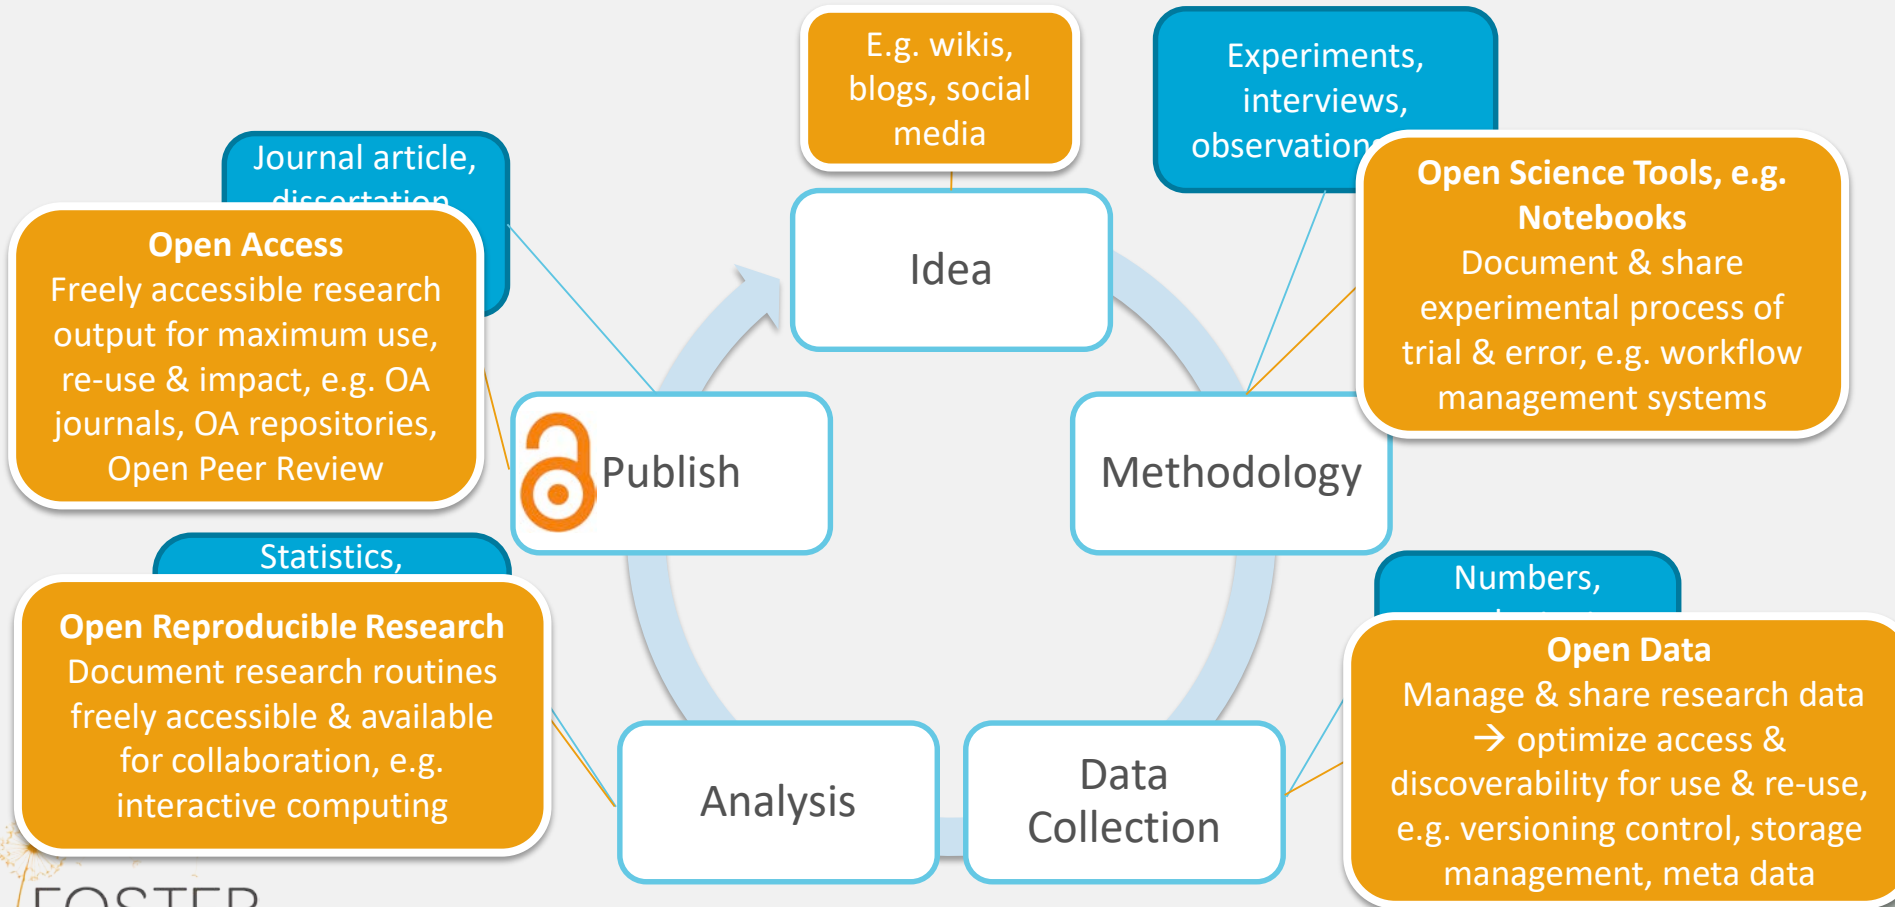 E.g. wikis,
blogs, social
media
Experiments,
interviews,
Journal article,
dissertation
Open Science Tools, e.g.
Notebooks
Document & share
experimental process of
trial & error, e.g. workflow
management systems
Open Access
Freely accessible research
output for maximum use,
re-use & impact, e.g. OA
journals, OA repositories,
Open Peer Review
Idea
Publish
Methodology
Statistics,
Open Reproducible Research
Document research routines
freely accessible & available
for collaboration, e.g.
interactive computing
Numbers,
Open Data
Manage & share research data
→ optimize access &
discoverability for use & re-use,
e.g. versioning control, storage
management, meta data
Analysis
Data
Collection
FOSTER